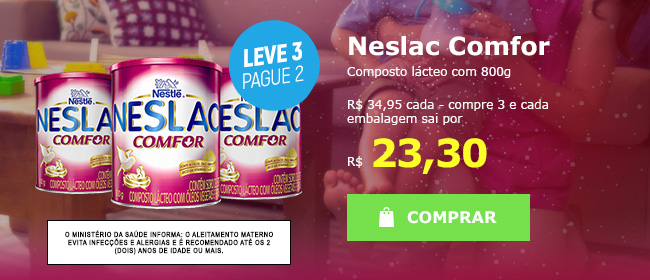 LEVE 3
PAGUE 2
Nestlé
NESLAC
COMFOR
COMPOSTO LÁCTEO COM ÓLEOS VEGETAIS
Neslac Comfor
Composto lácteo com 800g
R$ 34,95 cada - compre 3 e cada
embalagem sai por
R$ 23,30
COMPRAR
O MINISTÉRIO DA SAÚDE INFORMA: O ALEITAMENTO MATERNO
EVITA INFECÇÕES E ALERGIAS E É RECOMENDADO ATÉ OS 2
(DOIS) ANOS DE IDADE OU MAIS.